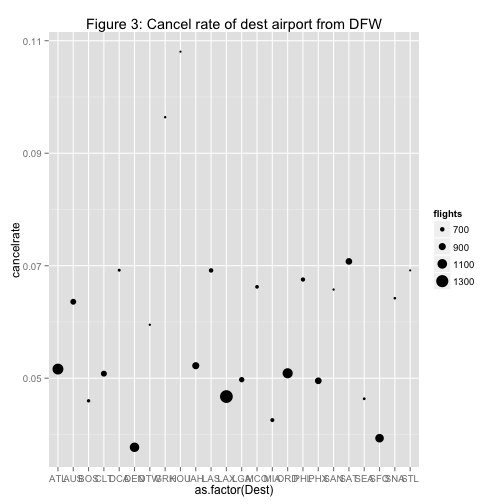 Figure 3: Cancel rate of dest airport from DFW
0.11
0.09
0.07
0.05
cancelrate
ATL AUS BOS CLT DCA DEN DTW GRK HOU IAH LAS LAX LGA MCO MIA ORD PHL PHX SAN SAT SEA SFO SNA STL
as.factor(Dest)
flights
700
900
1100
1300